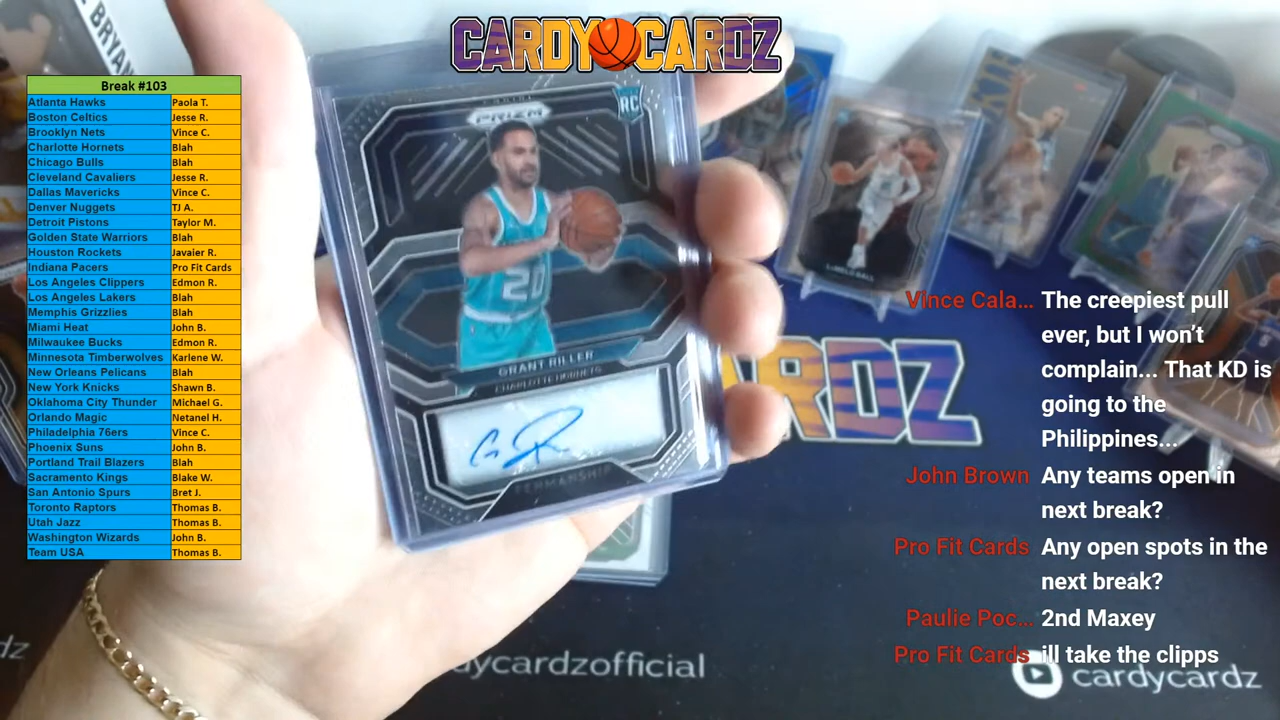 CARDY CARDZ
BRYAN
Break #103
Atlanta Hawks Paola T.
Boston Celtics Jesse R.
Brooklyn Nets Vince C.
Charlotte Hornets Blah
Chicago Bulls Blah
Cleveland Cavaliers Jesse R.
Dallas Mavericks Vince C.
Denver Nuggets TJ A.
Detroit Pistons Taylor M.
Golden State Warriors Blah
Houston Rockets Javaier R.
Indiana Pacers Pro Fit Cards
Los Angeles Clippers Edmon R.
Los Angeles Lakers Blah
Memphis Grizzlies Blah
Miami Heat John B.
Milwaukee Bucks Edmon R.
Minnesota Timberwolves Karlene W.
New Orleans Pelicans Blah
New York Knicks Shawn B.
Oklahoma City Thunder Michael G.
Orlando Magic Netanel H.
Philadelphia 76ers Vince C.
Phoenix Suns John B.
Portland Trail Blazers Blah
Sacramento Kings Blake W.
San Antonio Spurs Bret J.
Toronto Raptors Thomas B.
Utah Jazz Thomas B.
Washington Wizards John B.
Team USA Thomas B.
PRIZM
RC
20
GRANT RILLER
CHARLOTTE HORNETS
PENMANSHIP
LAMELO BALL
ARDZ
Vince Cala... The creepiest pull
ever, but I won't
complain... That KD is
going to the
Philippines...
John Brown Any teams open in
next break?
Pro Fit Cards Any open spots in the
next break?
Paulie Poc... 2nd Maxey
Pro Fit Cards ill take the clipps
dz
dycardzofficial
cardycardz